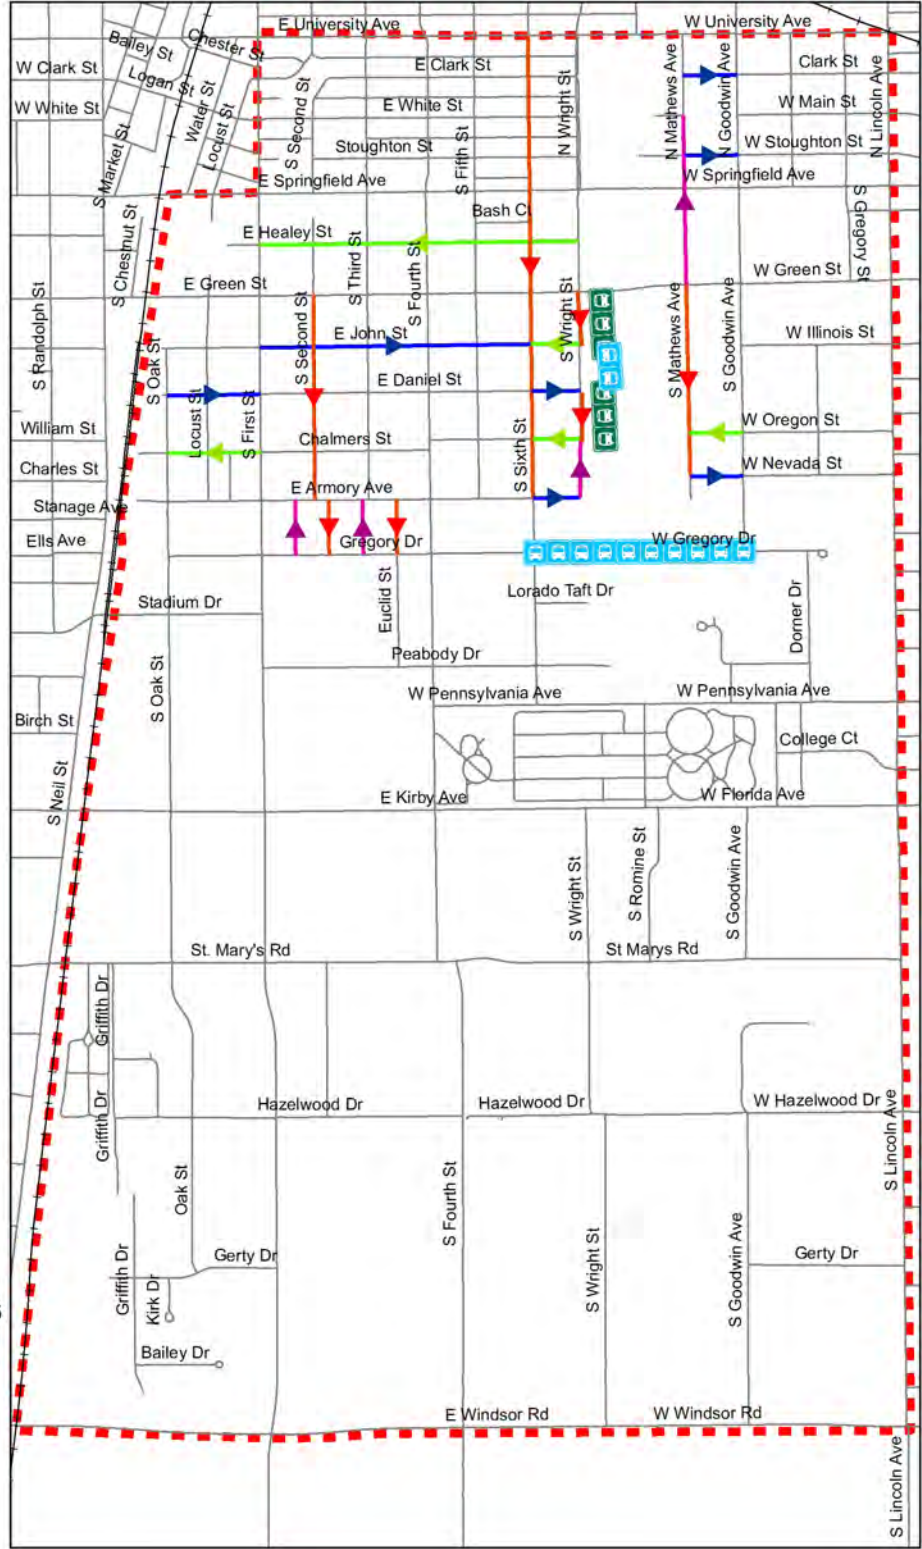 E University Ave
W University Ave
Bailey St
Chester St
W Clark St
Logan St
E Clark St
Clark St
W White St
Water St
Locust St
S Second St
E White St
N Wright St
N Mathews Ave
N Goodwin Ave
W Main St
N Lincoln Ave
S Market St
Stoughton St
S Fifth St
W Stoughton St
E Springfield Ave
W Springfield Ave
S Chestnut St
Bash Ct
S Gregory St
E Healey St
S Third St
S Fourth St
E Green St
W Green St
S Randolph St
S Oak St
S Second St
E John St
S Wright St
S Mathews Ave
S Goodwin Ave
W Illinois St
E Daniel St
Locust St
S First St
William St
Chalmers St
S Sixth St
W Oregon St
Charles St
W Nevada St
E Armory Ave
Stanage Ave
Ells Ave
Gregory Dr
W Gregory Dr
Euclid St
Lorado Taft Dr
Dorner Dr
Stadium Dr
Peabody Dr
S Oak St
W Pennsylvania Ave
W Pennsylvania Ave
Birch St
College Ct
S Neil St
E Kirby Ave
W Florida Ave
S Wright St
S Romine St
S Goodwin Ave
St. Mary's Rd
St Marys Rd
Griffith Dr
Griffith Dr
Hazelwood Dr
Hazelwood Dr
W Hazelwood Dr
S Lincoln Ave
Oak St
S Fourth St
S Wright St
S Goodwin Ave
Gerty Dr
Gerty Dr
Griffith Dr
Kirk Dr
Bailey Dr
E Windsor Rd
W Windsor Rd
S Lincoln Ave